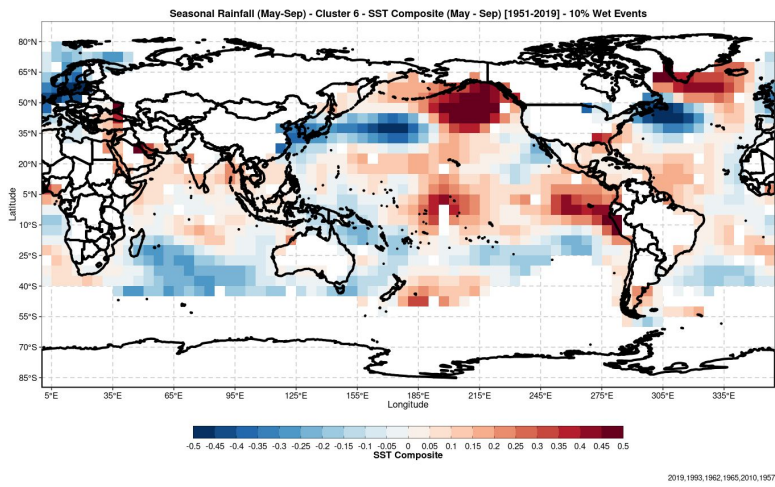 Seasonal Rainfall (May-Sep) - Cluster 6 - SST Composite (May - Sep) [1951-2019] - 10% Wet Events
80°N
65°N
50°N
35°N
20°N
5°N
10°S
25°S
40°S
55°S
70°S
85°S
Latitude
5°E 35°E 65°E 95°E 125°E 155°E 185°E 215°E 245°E 275°E 305°E 335°E
Longitude
-0.5 -0.45 -0.4 -0.35 -0.3 -0.25 -0.2 -0.15 -0.1 -0.05 0 0.05 0.1 0.15 0.2 0.25 0.3 0.35 0.4 0.45 0.5
SST Composite
2019,1993,1962,1965,2010,1957